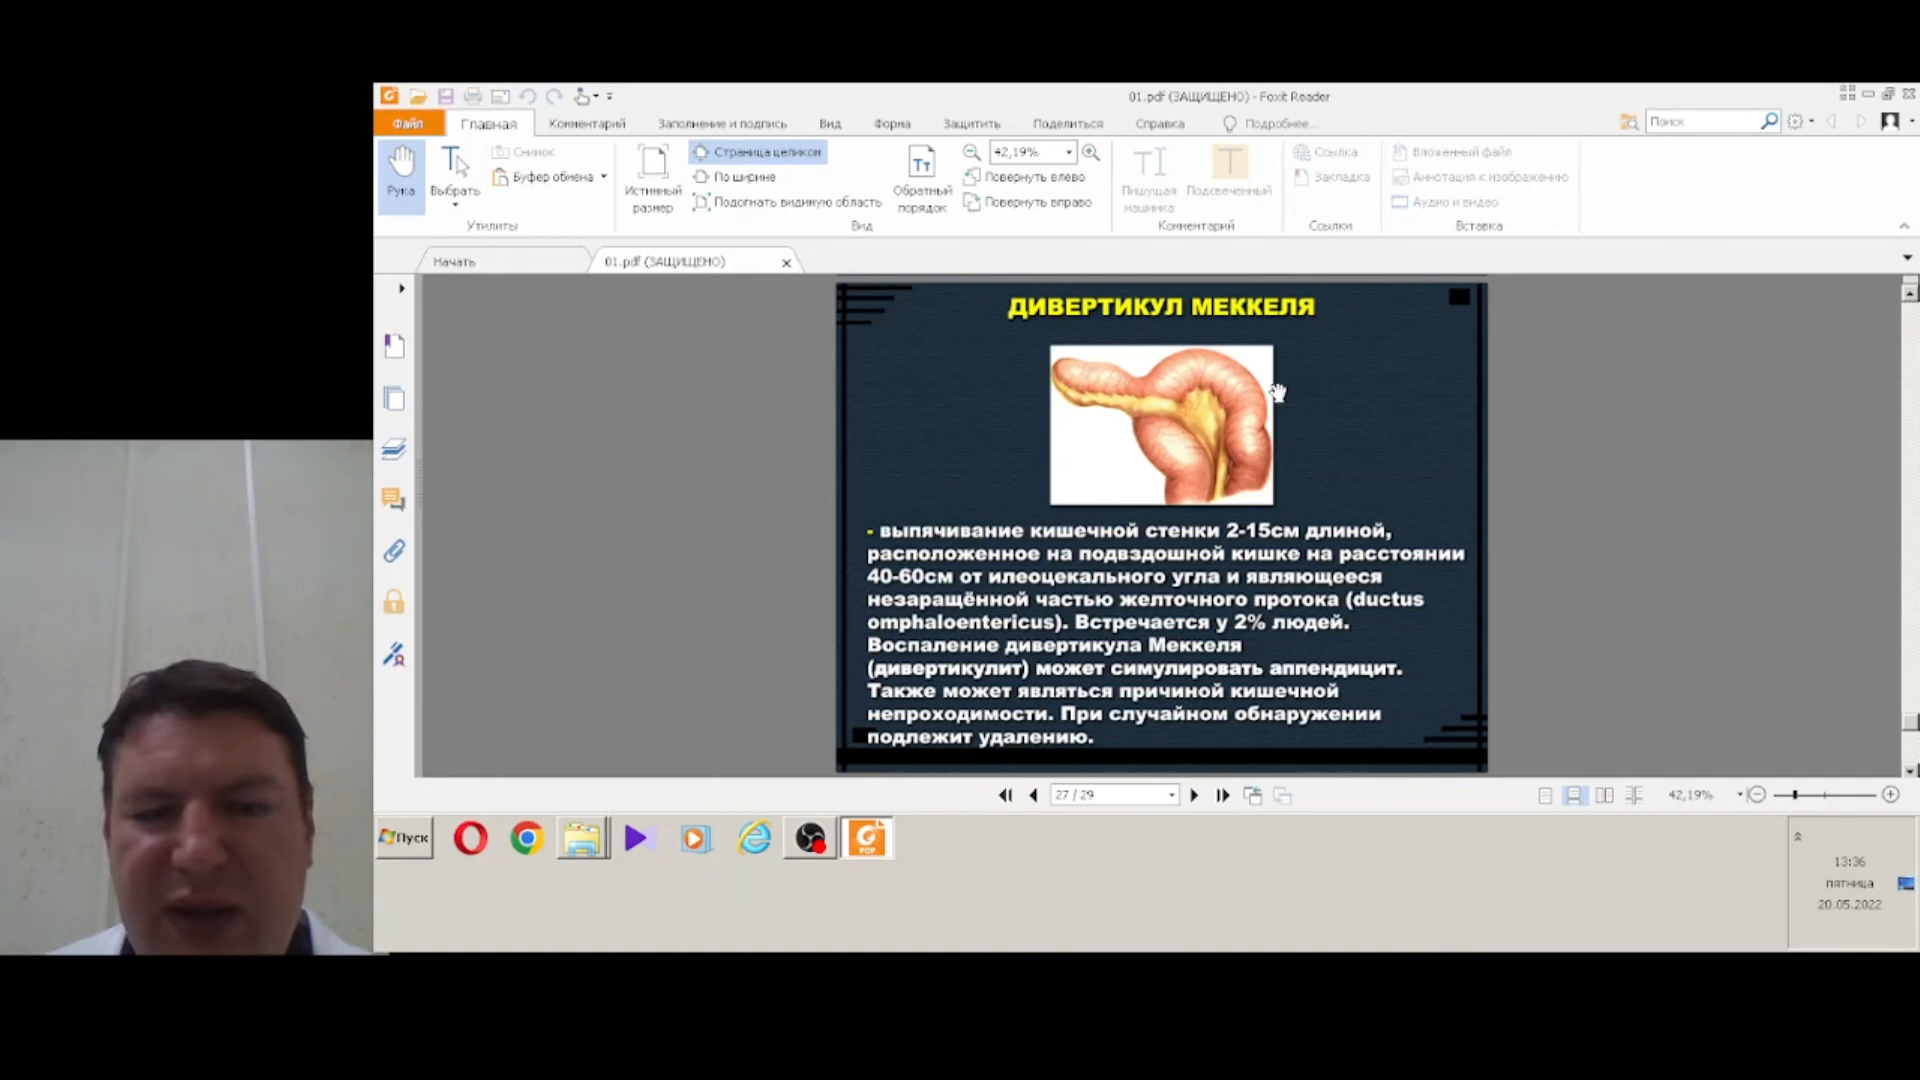 01.pdf (ЗАЩИЩЕНО) - Foxit Reader
Файл Главная Комментарий Заполнение и подпись Вид Форма Защитить Поделиться Справка Подробнее... Поиск
Рука
Выбрать
Снимок
Буфер обмена
Утилиты
Истинный размер
Страница целиком
По ширине
Подогнать видимую область
Обратный порядок
42,19%
Повернуть влево
Повернуть вправо
Вид
Пишущая машинка
Подсвеченный
Комментарий
Ссылка
Закладка
Ссылки
Вложенный файл
Аннотация к изображению
Аудио и видео
Вставка
Начать
01.pdf (ЗАЩИЩЕНО)
ДИВЕРТИКУЛ МЕККЕЛЯ
- выпячивание кишечной стенки 2-15см длиной,
расположенное на подвздошной кишке на расстоянии
40-60см от илеоцекального угла и являющееся
незаращённой частью желточного протока (ductus
omphaloentericus). Встречается у 2% людей.
Воспаление дивертикула Меккеля
(дивертикулит) может симулировать аппендицит.
Также может являться причиной кишечной
непроходимости. При случайном обнаружении
подлежит удалению.
27 / 29
42,19%
Пуск
PDF
13:36
пятница
20.05.2022